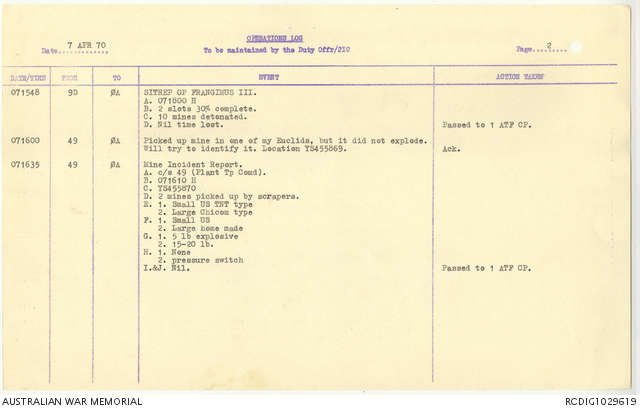 OPERATIONS LOG
Date 7 APR 70
To be maintained by the Duty Offr/2IC
Page 2
DATE/TIME FROM TO EVENT ACTION TAKEN
071548 9D ØA SITREP OF FRANGIBUS III.
A. 071800 H
B. 2 slots 30% complete.
C. 10 mines detonated.
D. Nil time lost. Passed to 1 ATF CP.
071600 49 ØA Picked up mine in one of my Euclids, but it did not explode.
Will try to identify it. Location YS455869. Ack.
071635 49 ØA Mine Incident Report.
A. c/s 49 (Plant Tp Comd).
B. 071610 H
C. YS455870
D. 2 mines picked up by scrapers.
E. 1. Small US TNT type
2. Large Chicom type
F. 1. Small US
2. Large home made
G. 1. 5 lb explosive
2. 15-20 lb.
H. 1. None
2. pressure switch
I.&J. Nil. Passed to 1 ATF CP.
AUSTRALIAN WAR MEMORIAL RCDIG1029619